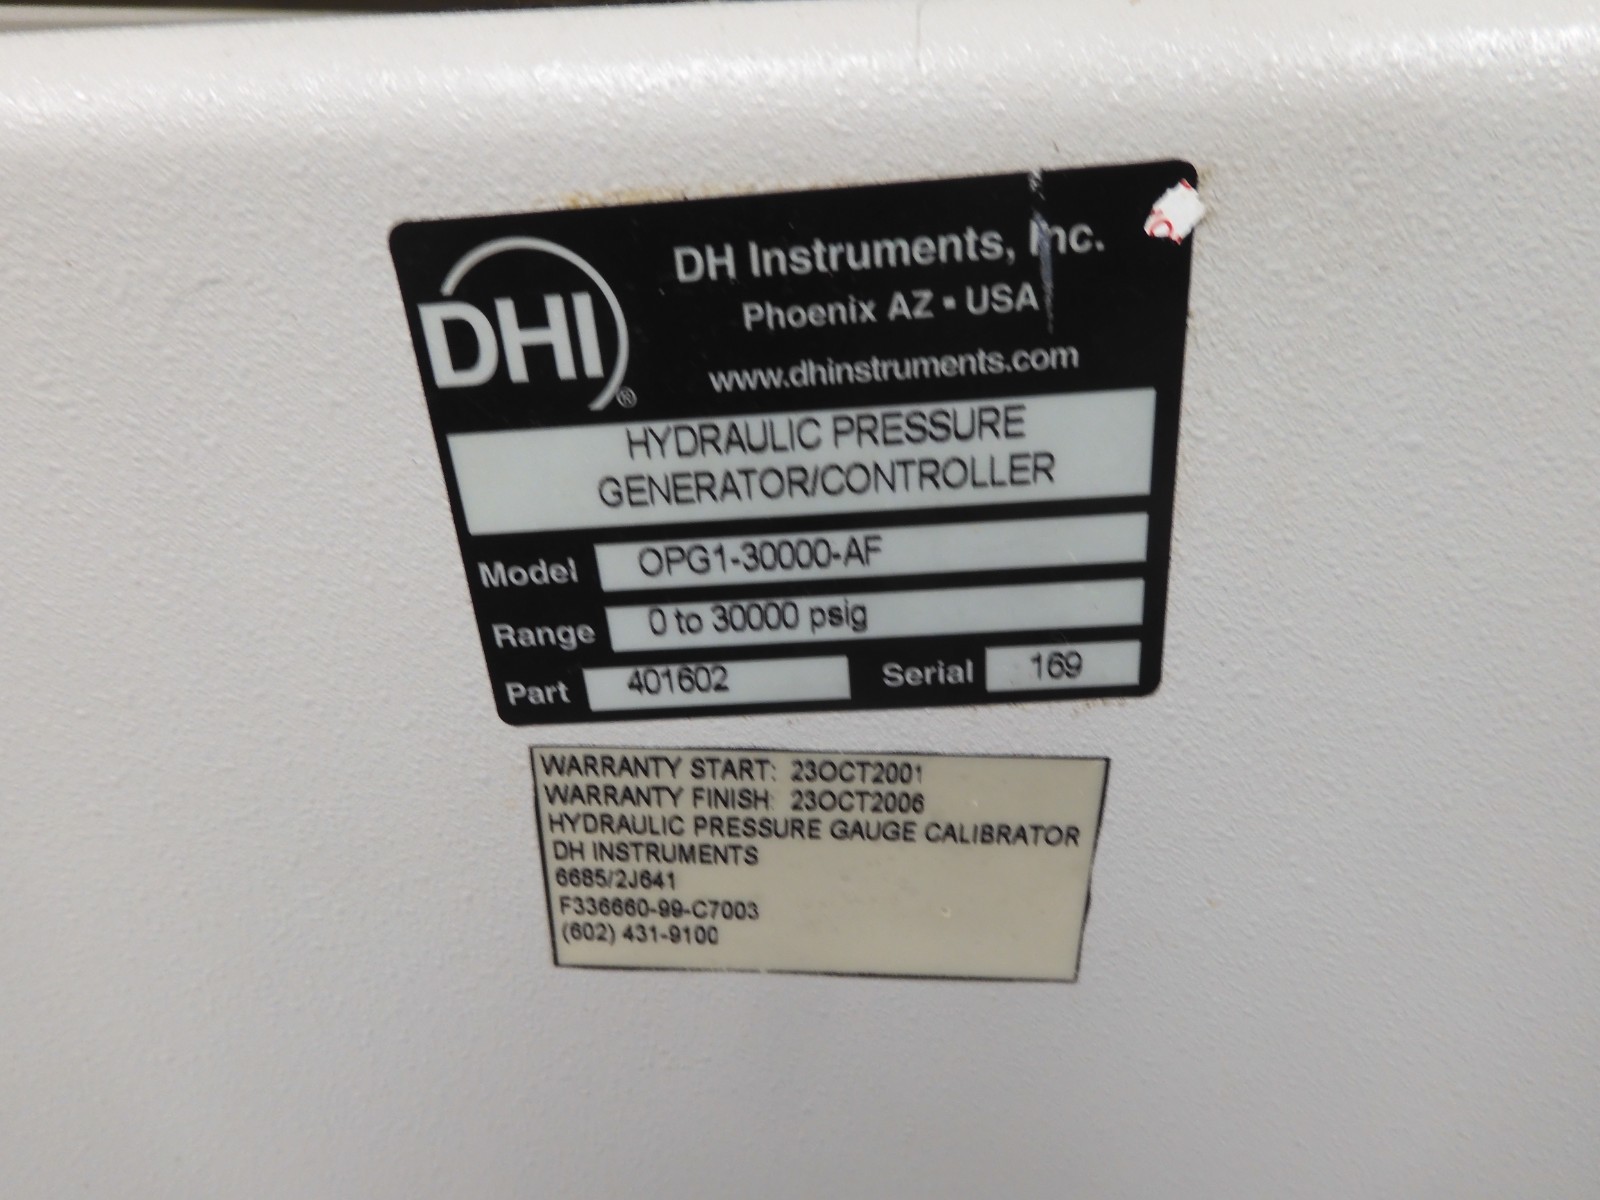 DHI®
DH Instruments, Inc.
Phoenix AZ ▪ USA
www.dhinstruments.com
HYDRAULIC PRESSURE
GENERATOR/CONTROLLER
Model OPG1-30000-AF
Range 0 to 30000 psig
Part 401602 Serial 169
WARRANTY START: 23OCT2001
WARRANTY FINISH: 23OCT2006
HYDRAULIC PRESSURE GAUGE CALIBRATOR
DH INSTRUMENTS
6685/2J641
F336660-99-C7003
(602) 431-9100